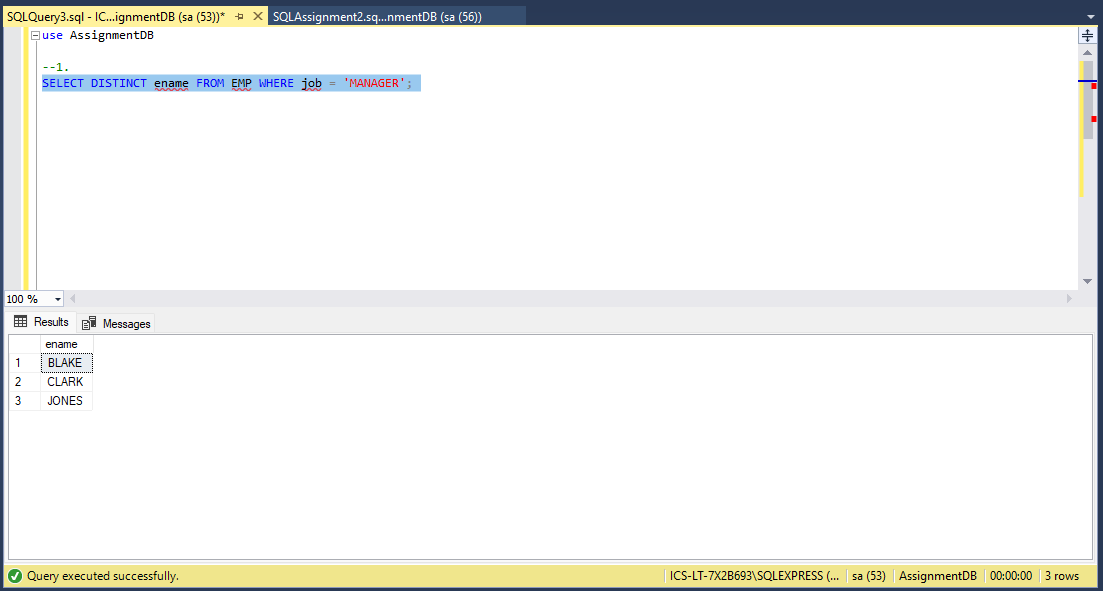 SQLQuery3.sql - IC...ignmentDB (sa (53))* SQLAssignment2.sq...nmentDB (sa (56))
use AssignmentDB
--1.
SELECT DISTINCT ename FROM EMP WHERE job = 'MANAGER';
100 %
Results Messages
ename
1 BLAKE
2 CLARK
3 JONES
Query executed successfully. ICS-LT-7X2B693\SQLEXPRESS (... sa (53) AssignmentDB 00:00:00 3 rows